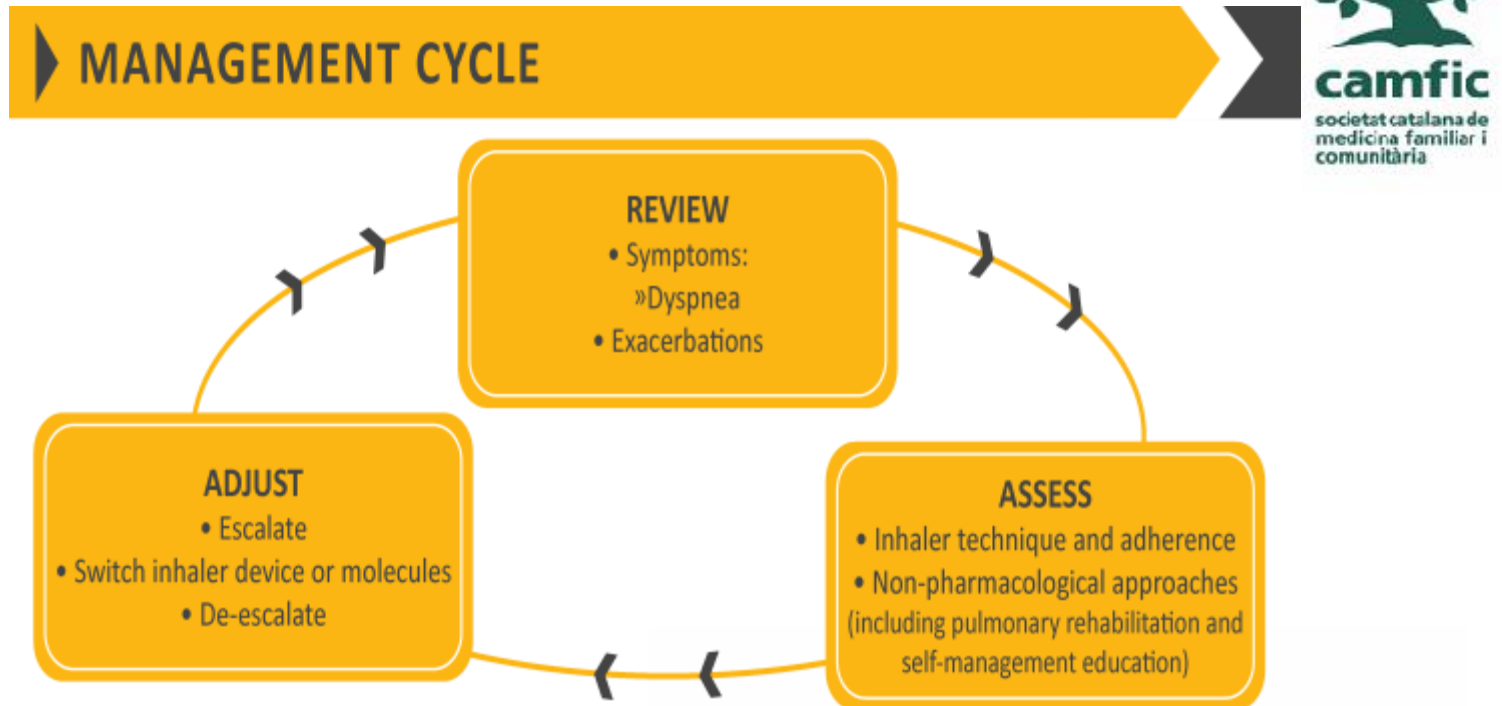 MANAGEMENT CYCLE
camfic
societat catalana de
medicina familiar i
comunitària
REVIEW
• Symptoms:
»Dyspnea
• Exacerbations
ADJUST
• Escalate
• Switch inhaler device or molecules
• De-escalate
ASSESS
• Inhaler technique and adherence
• Non-pharmacological approaches
(including pulmonary rehabilitation and
self-management education)